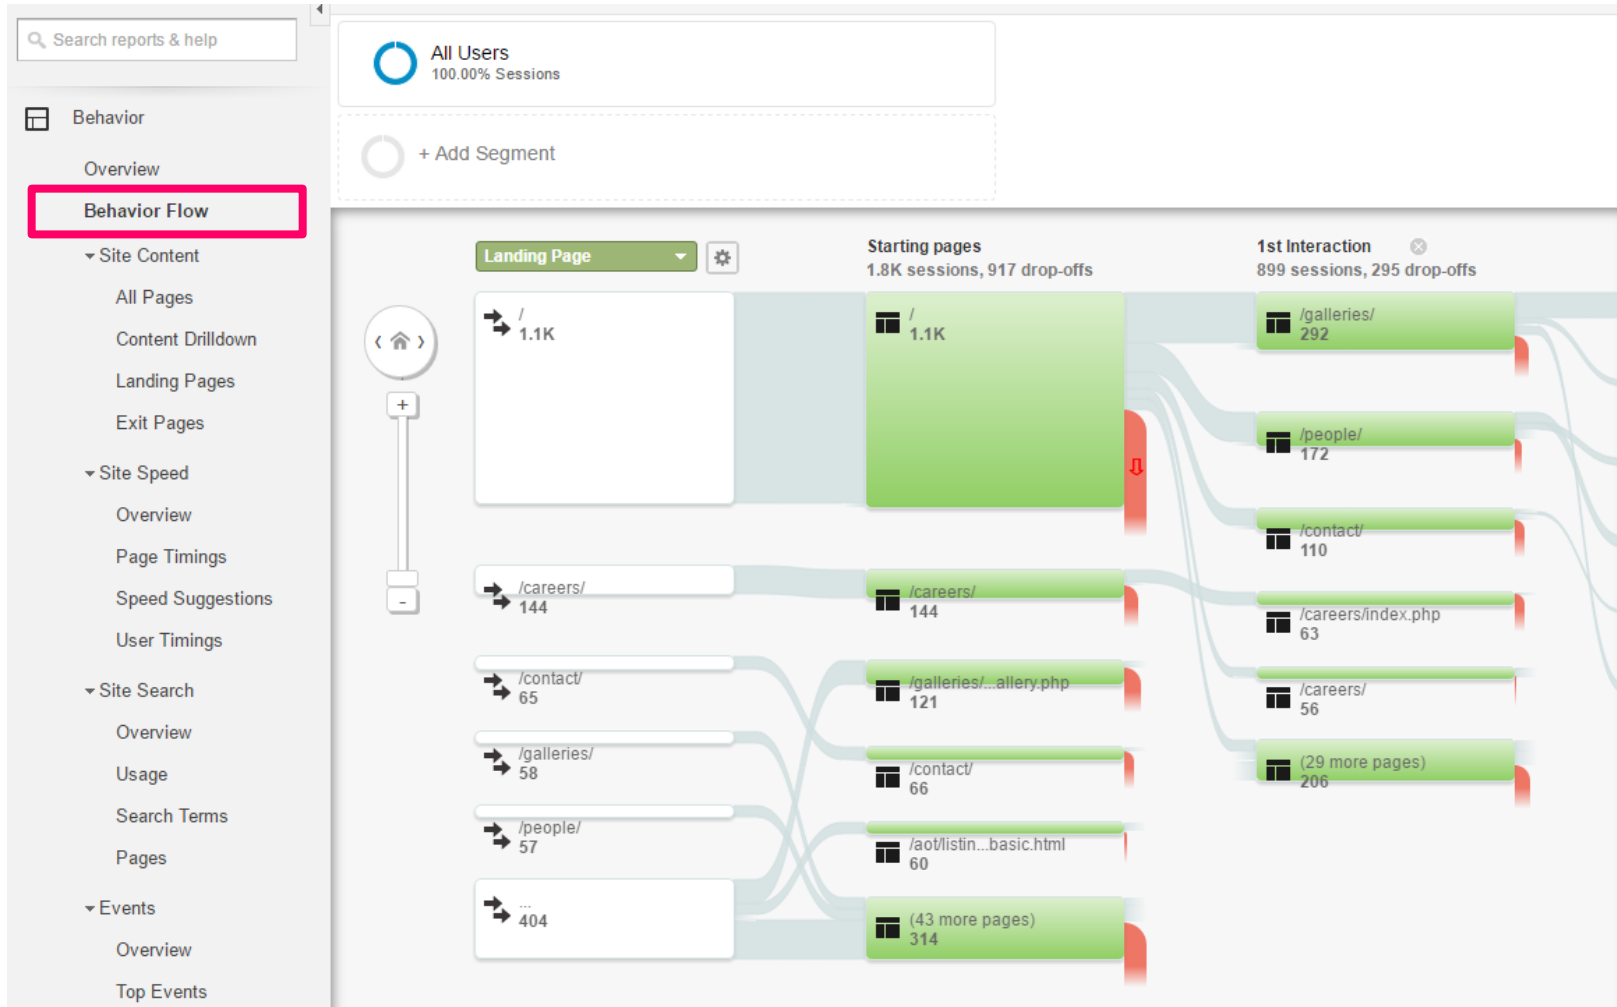 Search reports & help
Behavior
Overview
Behavior Flow
Site Content
All Pages
Content Drilldown
Landing Pages
Exit Pages
Site Speed
Overview
Page Timings
Speed Suggestions
User Timings
Site Search
Overview
Usage
Search Terms
Pages
Events
Overview
Top Events
All Users
100.00% Sessions
+ Add Segment
Landing Page
/
1.1K
/careers/
144
/contact/
65
/galleries/
58
/people/
57
...
404
+
-
Starting pages
1.8K sessions, 917 drop-offs
/
1.1K
/careers/
144
/galleries/...allery.php
121
/contact/
66
/aot/listin...basic.html
60
(43 more pages)
314
1st Interaction
899 sessions, 295 drop-offs
/galleries/
292
/people/
172
/contact/
110
/careers/index.php
63
/careers/
56
(29 more pages)
206